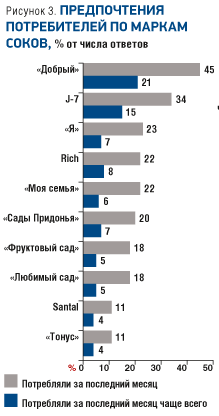 Рисунок 3. ПРЕДПОЧТЕНИЯ
ПОТРЕБИТЕЛЕЙ ПО МАРКАМ
СОКОВ, % от числа ответов
«Добрый» 45
21
J-7 34
15
«Я» 23
7
Rich 22
8
«Моя семья» 22
6
«Сады Придонья» 20
7
«Фруктовый сад» 18
5
«Любимый сад» 18
5
Santal 11
4
«Тонус» 11
4
% 0 10 20 30 40 50
Потребляли за последний месяц
Потребляли за последний месяц чаще всего